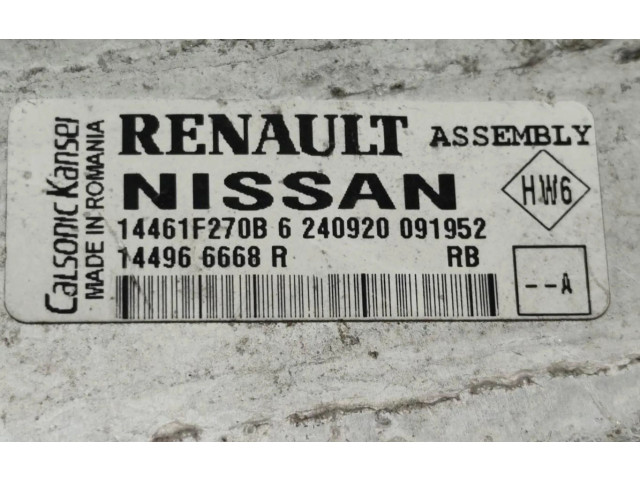 Calsonic Kansei
MADE IN ROMANIA
RENAULT ASSEMBLY
NISSAN
HW6
14461F270B 6 240920 091952
14496 6668 R RB
--A